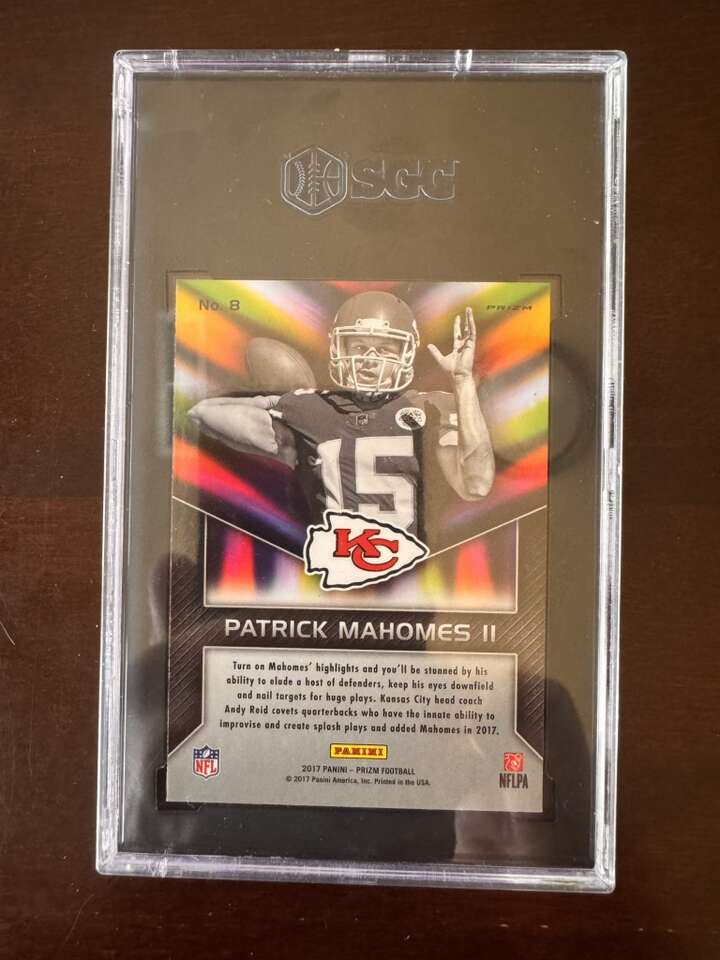 SGC
No. 8
PRIZM
15
KC
PATRICK MAHOMES II
Turn on Mahomes' highlights and you'll be stunned by his
ability to elude a host of defenders, keep his eyes downfield
and nail targets for huge plays. Kansas City head coach
Andy Reid covets quarterbacks who have the innate ability to
improvise and create splash plays and added Mahomes in 2017.
PANINI
NFL
2017 PANINI – PRIZM FOOTBALL
© 2017 Panini America, Inc. Printed in the USA.
NFLPA